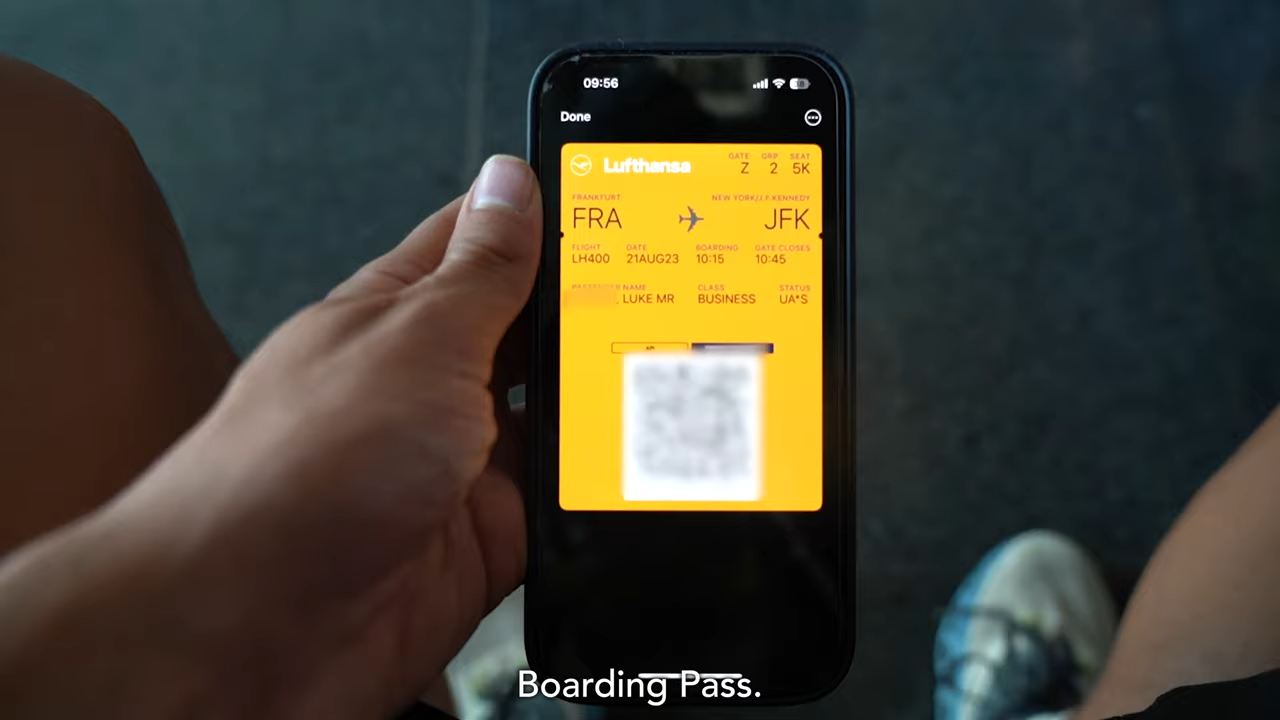 09:56
Done
Lufthansa
GATE GRP SEAT
Z 2 5K
FRANKFURT NEW YORK/J.F.KENNEDY
FRA JFK
FLIGHT DATE BOARDING GATE CLOSES
LH400 21AUG23 10:15 10:45
PASSENGER NAME CLASS STATUS
, LUKE MR BUSINESS UA*S
Boarding Pass.